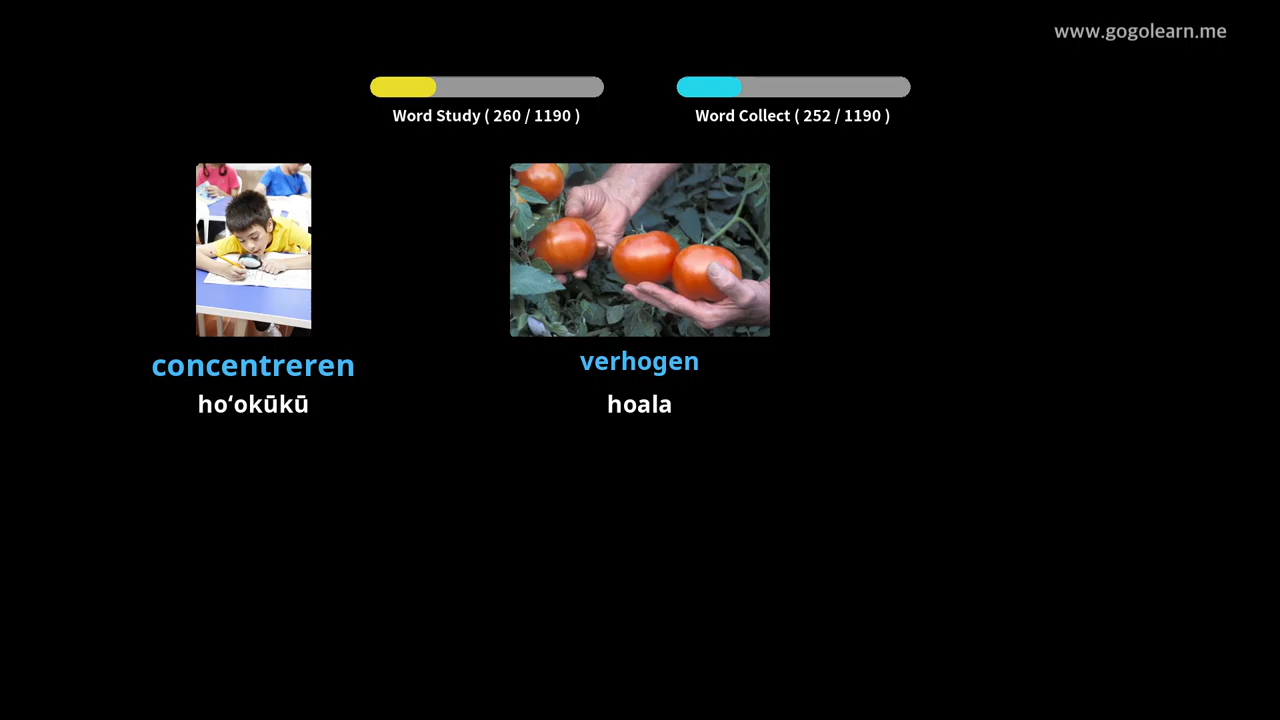 www.gogolearn.me
Word Study ( 260 / 1190 )
Word Collect ( 252 / 1190 )
concentreren
hoʻokūkū
verhogen
hoala